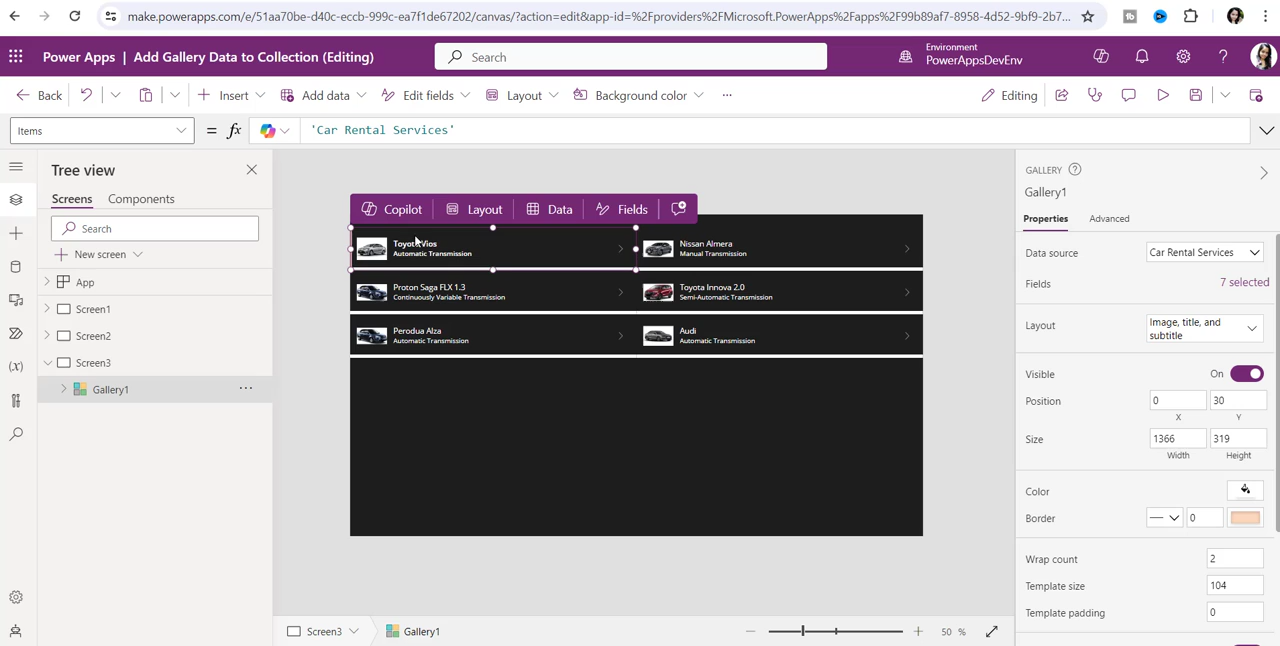 make.powerapps.com/e/51aa70be-d40c-eccb-999c-ea7f1de67202/canvas/?action=edit&app-id=%2Fproviders%2FMicrosoft.PowerApps%2Fapps%2F99b89af7-8958-4d52-9bf9-2b7...
Power Apps | Add Gallery Data to Collection (Editing)
Search
Environment
PowerAppsDevEnv
Back
Insert
Add data
Edit fields
Layout
Background color
Editing
Items
= fx
'Car Rental Services'
Tree view
Screens
Components
Search
New screen
App
Screen1
Screen2
Screen3
Gallery1
Copilot
Layout
Data
Fields
Toyota Vios
Automatic Transmission
Nissan Almera
Manual Transmission
Proton Saga FLX 1.3
Continuously Variable Transmission
Toyota Innova 2.0
Semi-Automatic Transmission
Perodua Alza
Automatic Transmission
Audi
Automatic Transmission
Screen3
Gallery1
50 %
GALLERY
Gallery1
Properties
Advanced
Data source
Car Rental Services
Fields
7 selected
Layout
Image, title, and
subtitle
Visible
On
Position
0
30
X
Y
Size
1366
319
Width
Height
Color
Border
0
Wrap count
2
Template size
104
Template padding
0